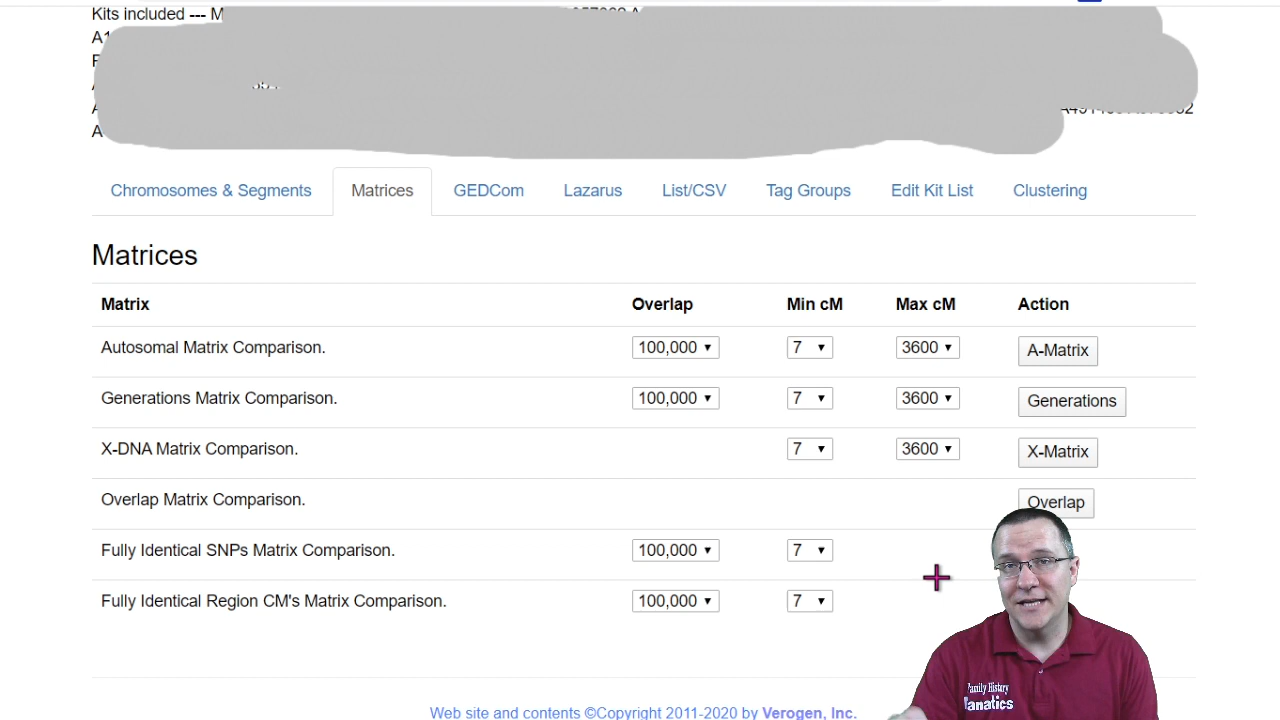 Kits included --- M
A1
A
A
Chromosomes & Segments Matrices GEDCom Lazarus List/CSV Tag Groups Edit Kit List Clustering
Matrices
Matrix Overlap Min cM Max cM Action
Autosomal Matrix Comparison. 100,000 7 3600 A-Matrix
Generations Matrix Comparison. 100,000 7 3600 Generations
X-DNA Matrix Comparison. 7 3600 X-Matrix
Overlap Matrix Comparison. Overlap
Fully Identical SNPs Matrix Comparison. 100,000 7
Fully Identical Region CM's Matrix Comparison. 100,000 7
Family History
Fanatics
Web site and contents ©Copyright 2011-2020 by Verogen, Inc.